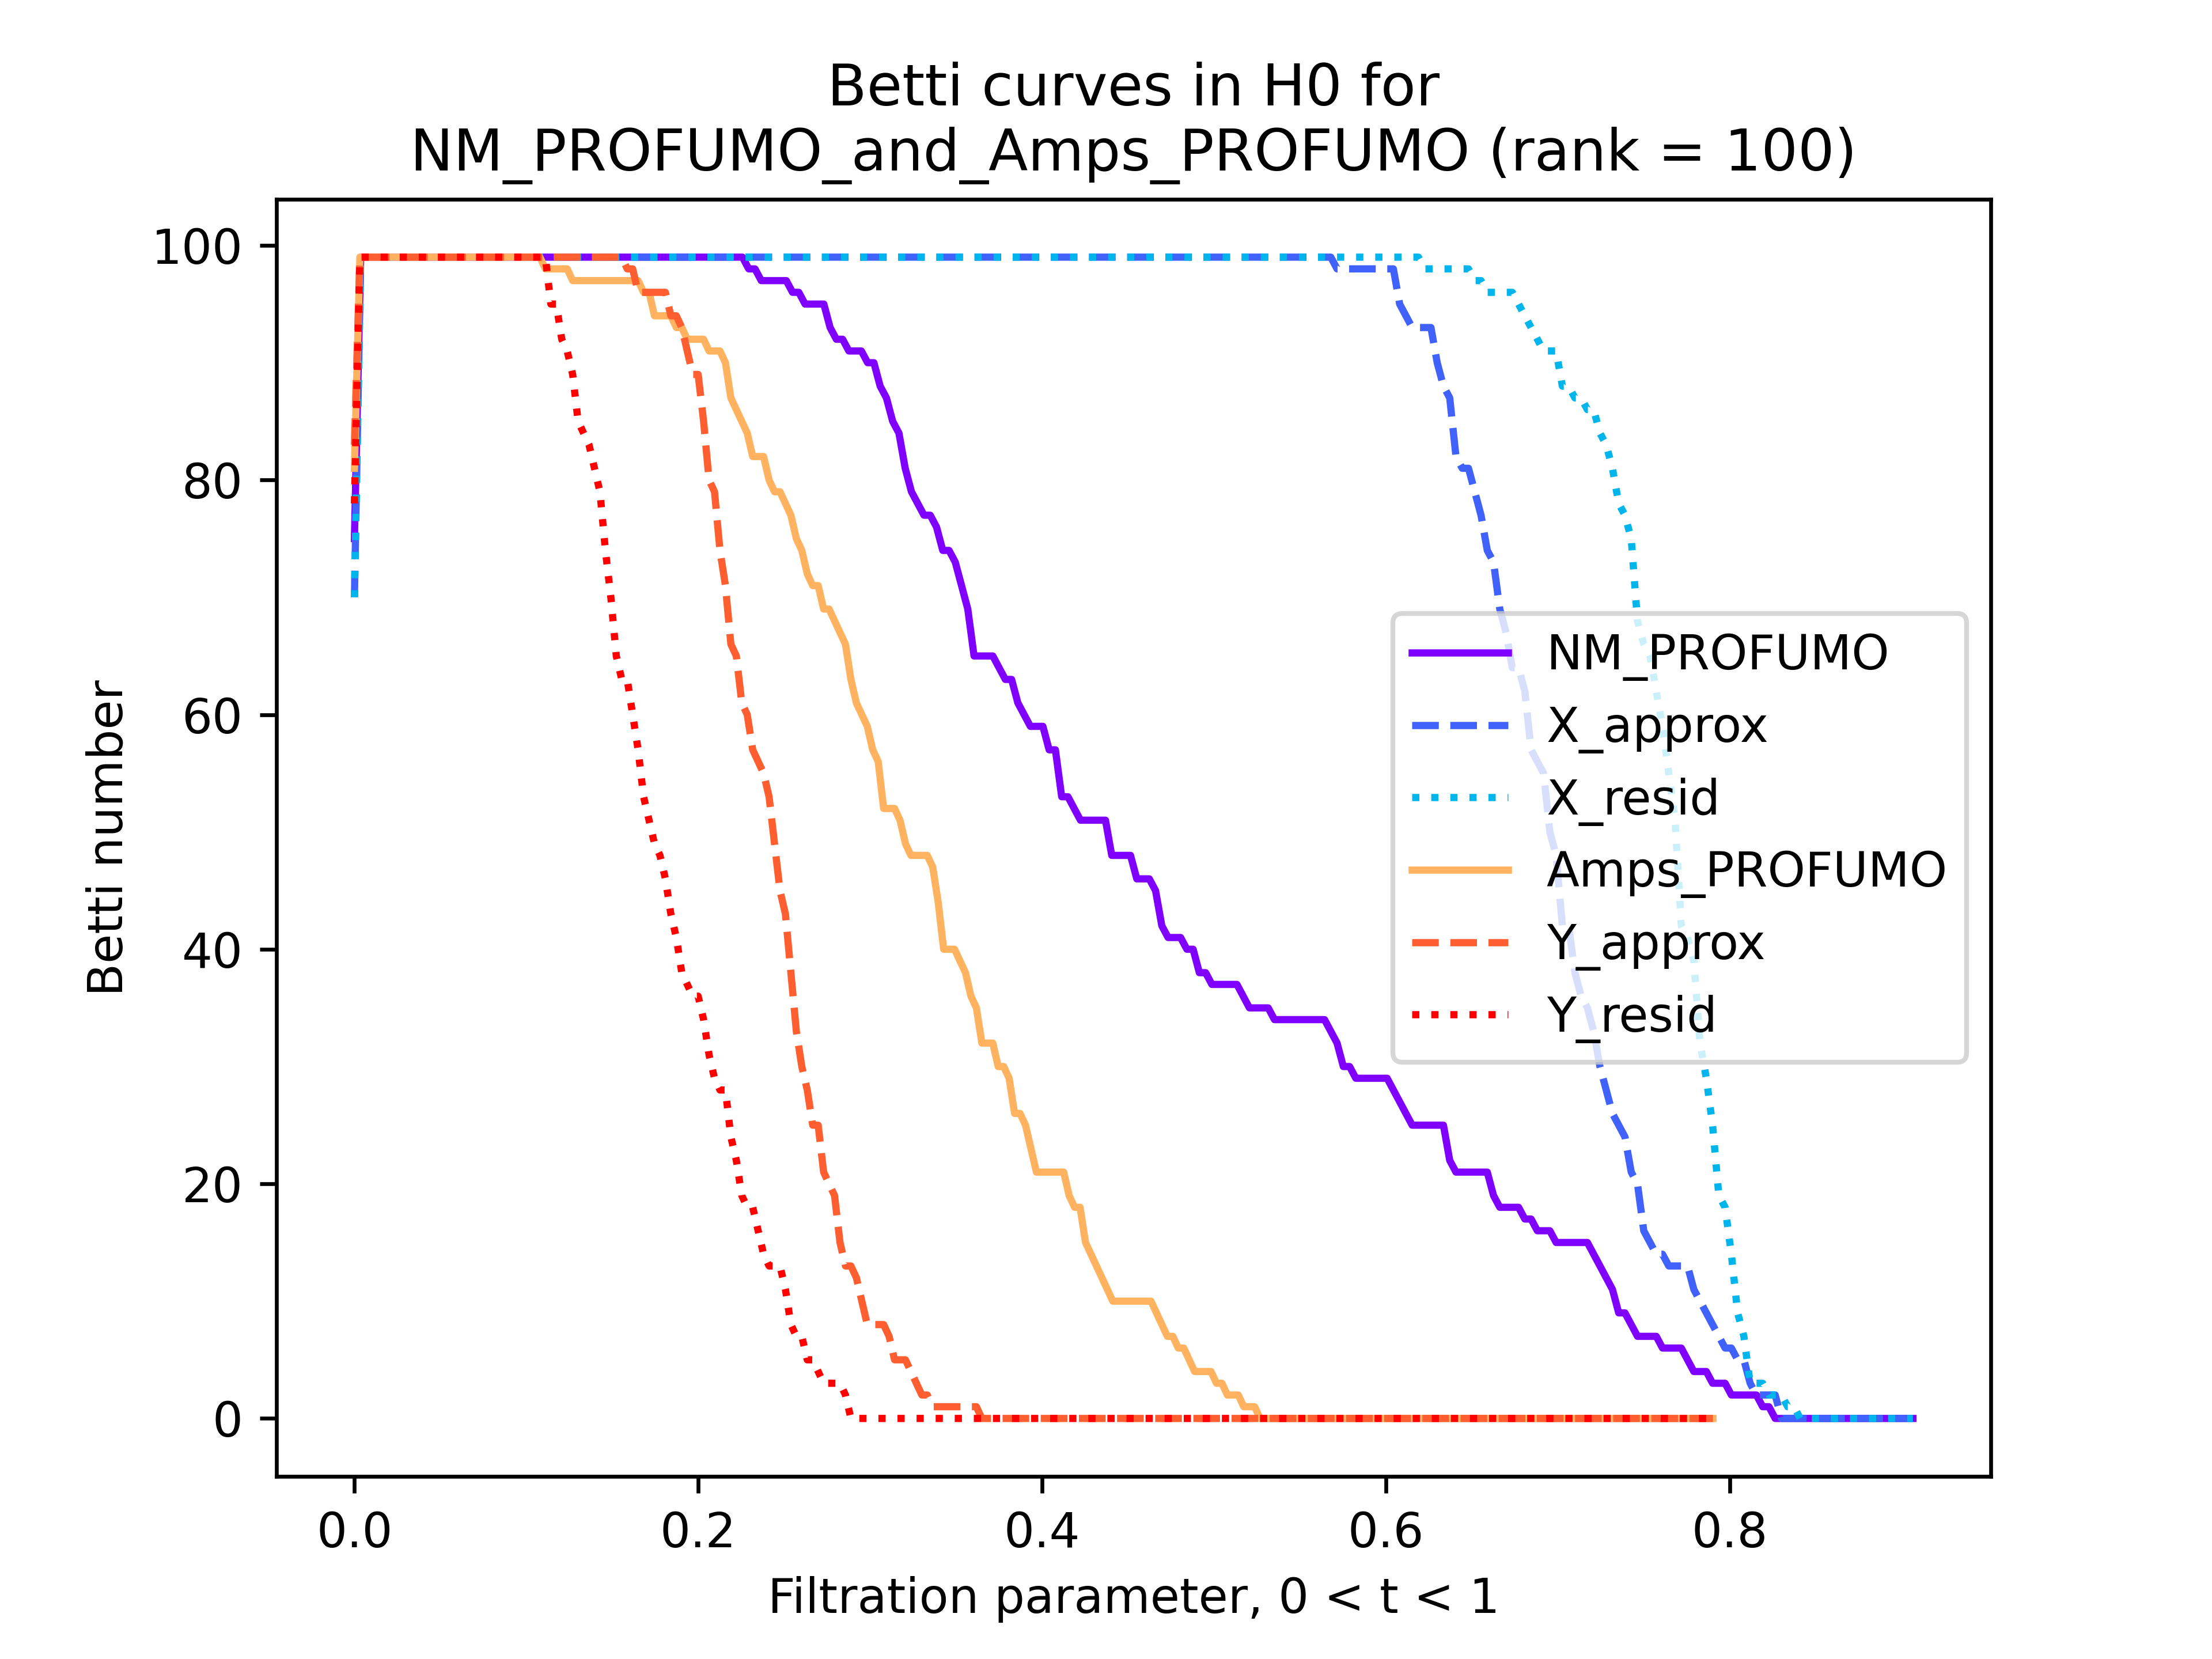 Betti curves in H0 for
NM_PROFUMO_and_Amps_PROFUMO (rank = 100)
Betti number
100
80
60
40
20
0
NM_PROFUMO
X_approx
X_resid
Amps_PROFUMO
Y_approx
Y_resid
0.0 0.2 0.4 0.6 0.8
Filtration parameter, 0 < t < 1